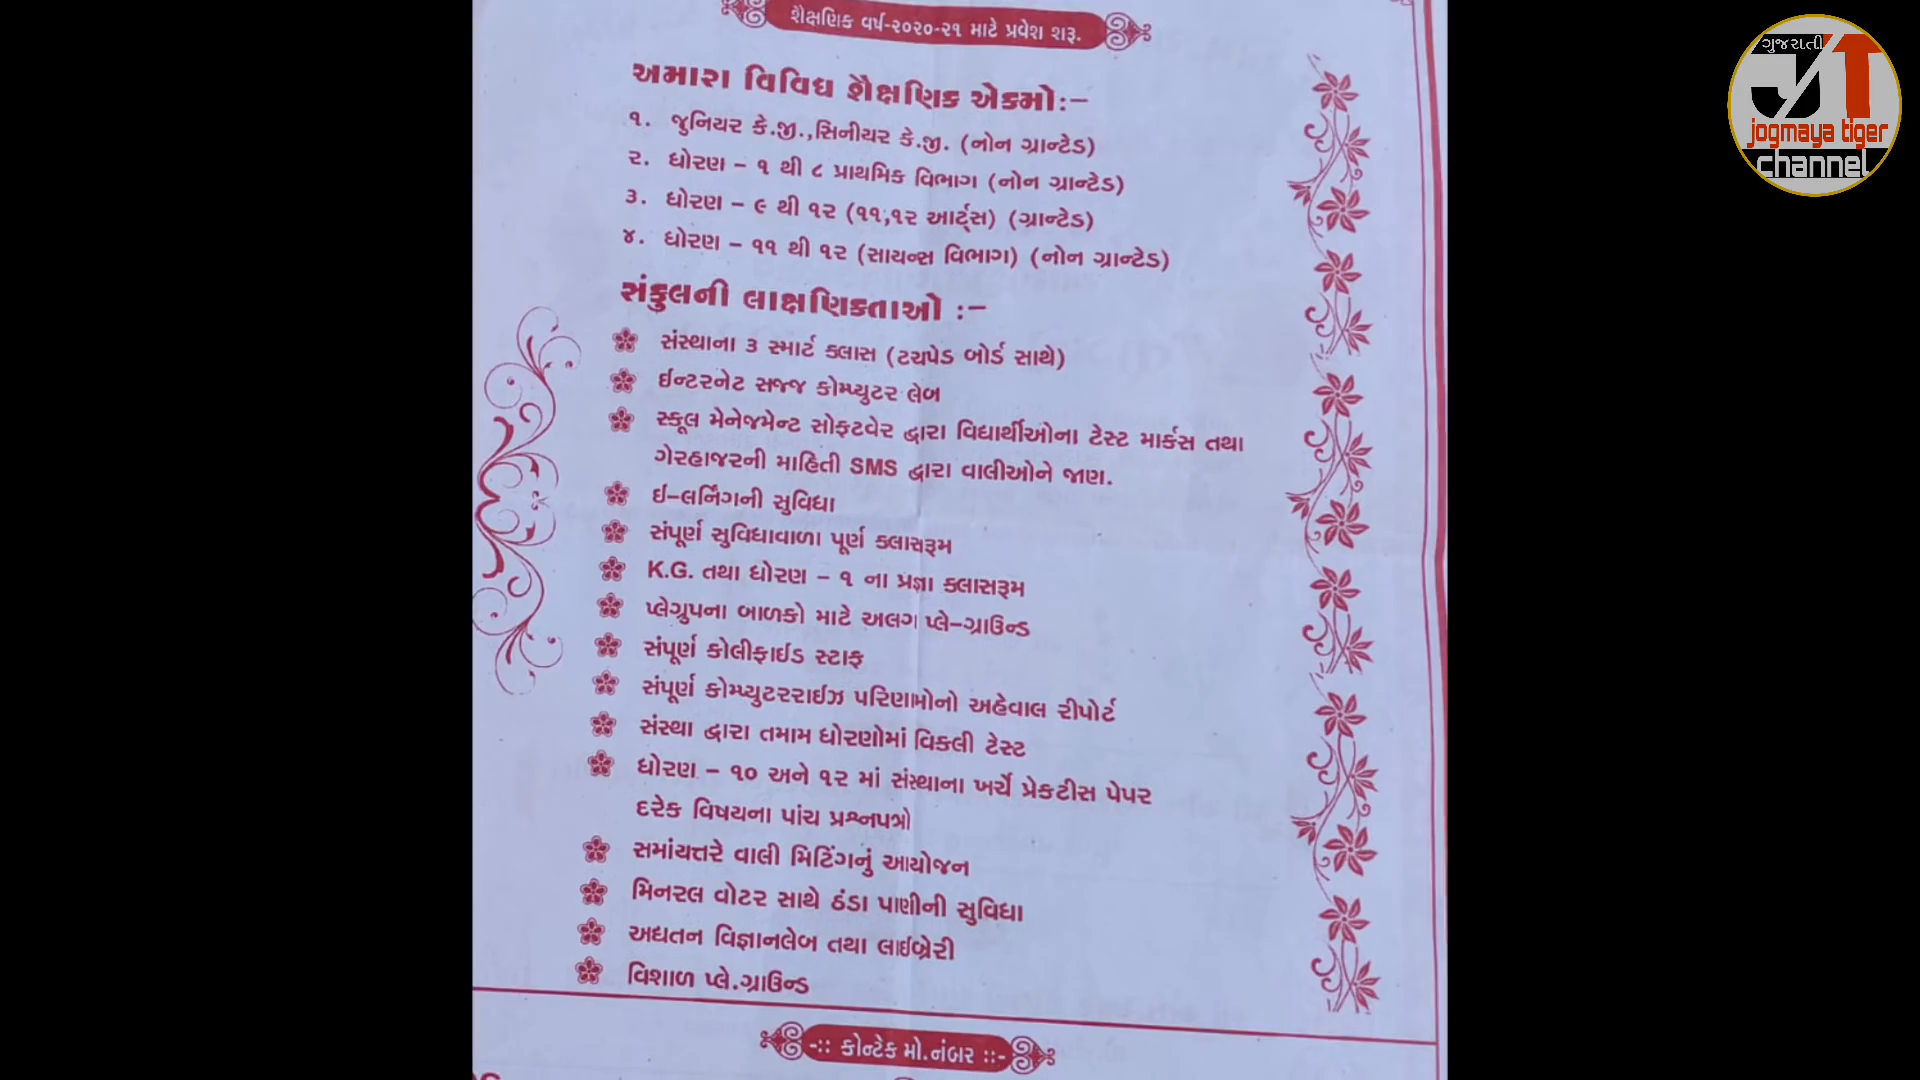 શૈક્ષણિક વર્ષ-૨૦૨૦-૨૧ માટે પ્રવેશ શરૂ.
ગુજરાતી
JT
jogmaya tiger
channel
અમારા વિવિધ શૈક્ષણિક એકમો:–
૧. જુનિયર કે.જી.,સિનીયર કે.જી. (નોન ગ્રાન્ટેડ)
૨. ધોરણ – ૧ થી ૮ પ્રાથમિક વિભાગ (નોન ગ્રાન્ટેડ)
૩. ધોરણ – ૯ થી ૧૨ (૧૧,૧૨ આર્ટ્સ) (ગ્રાન્ટેડ)
૪. ધોરણ – ૧૧ થી ૧૨ (સાયન્સ વિભાગ) (નોન ગ્રાન્ટેડ)
સંકુલની લાક્ષણિકતાઓ :–
સંસ્થાના ૩ સ્માર્ટ ક્લાસ (ટચપેડ બોર્ડ સાથે)
ઈન્ટરનેટ સજ્જ કોમ્પ્યુટર લેબ
સ્કૂલ મેનેજમેન્ટ સોફટવેર દ્વારા વિદ્યાર્થીઓના ટેસ્ટ માર્કસ તથા
ગેરહાજરની માહિતી SMS દ્વારા વાલીઓને જાણ.
ઈ–લર્નિંગની સુવિધા
સંપૂર્ણ સુવિધાવાળા પૂર્ણ ક્લાસરૂમ
K.G. તથા ધોરણ – ૧ ના પ્રજ્ઞા ક્લાસરૂમ
પ્લેગ્રુપના બાળકો માટે અલગ પ્લે–ગ્રાઉન્ડ
સંપૂર્ણ કોલીફાઈડ સ્ટાફ
સંપૂર્ણ કોમ્પ્યુટરરાઈઝ પરિણામોનો અહેવાલ રીપોર્ટ
સંસ્થા દ્વારા તમામ ધોરણોમાં વિકલી ટેસ્ટ
ધોરણ – ૧૦ અને ૧૨ માં સંસ્થાના ખર્ચે પ્રેકટીસ પેપર
દરેક વિષયના પાંચ પ્રશ્નપત્રો
સમાંયત્તરે વાલી મિટિંગનું આયોજન
મિનરલ વોટર સાથે ઠંડા પાણીની સુવિધા
અદ્યતન વિજ્ઞાનલેબ તથા લાઈબ્રેરી
વિશાળ પ્લે.ગ્રાઉન્ડ
-:: કોન્ટેક મો.નંબર ::-